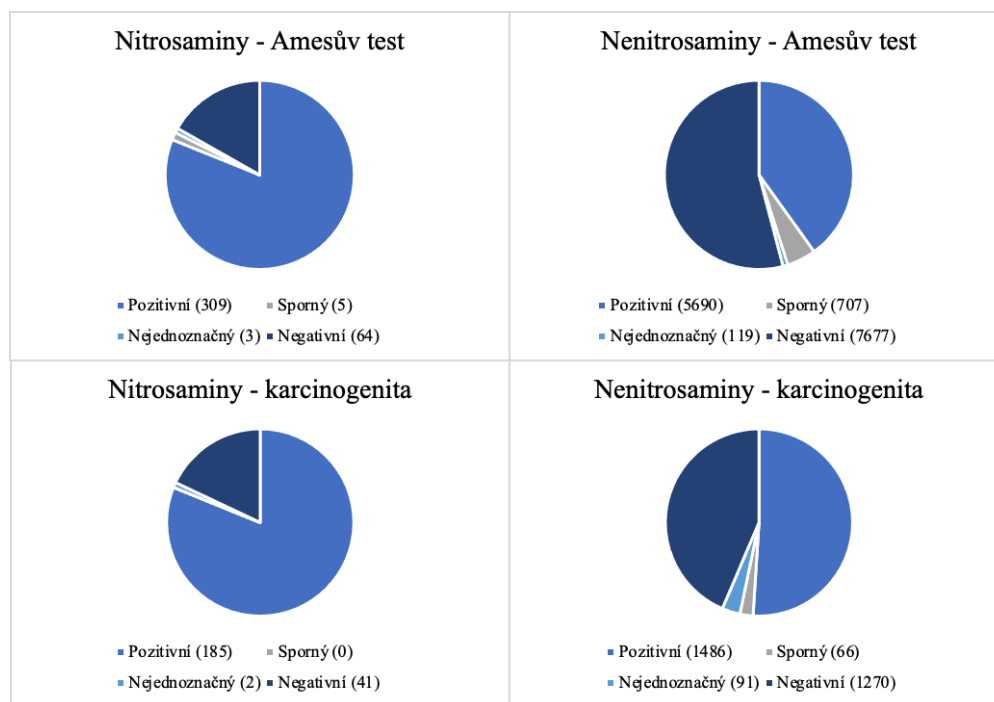 Nitrosaminy - Amesův test
Pozitivní (309) Sporný (5)
Nejednoznačný (3) Negativní (64)
Nenitrosaminy - Amesův test
Pozitivní (5690) Sporný (707)
Nejednoznačný (119) Negativní (7677)
Nitrosaminy - karcinogenita
Pozitivní (185) Sporný (0)
Nejednoznačný (2) Negativní (41)
Nenitrosaminy - karcinogenita
Pozitivní (1486) Sporný (66)
Nejednoznačný (91) Negativní (1270)